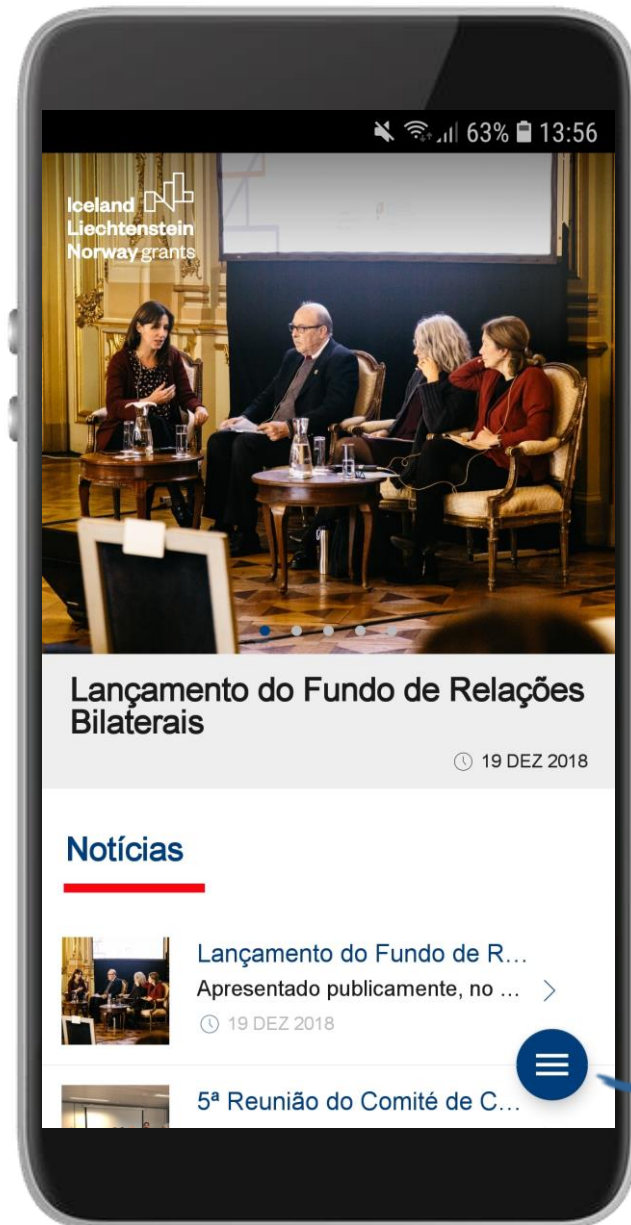 63% 13:56
Iceland
Liechtenstein
Norway grants
Lançamento do Fundo de Relações
Bilaterais
19 DEZ 2018
Notícias
Lançamento do Fundo de R...
Apresentado publicamente, no ...
19 DEZ 2018
5ª Reunião do Comité de C...